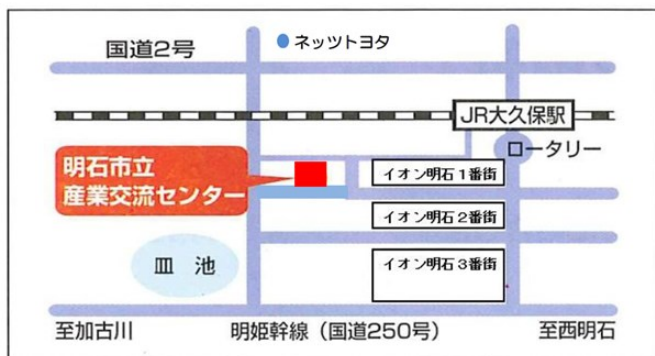 国道2号
ネッツトヨタ
JR大久保駅
ロータリー
明石市立
産業交流センター
イオン明石1番街
イオン明石2番街
皿 池
イオン明石3番街
至加古川
明姫幹線（国道250号）
至西明石